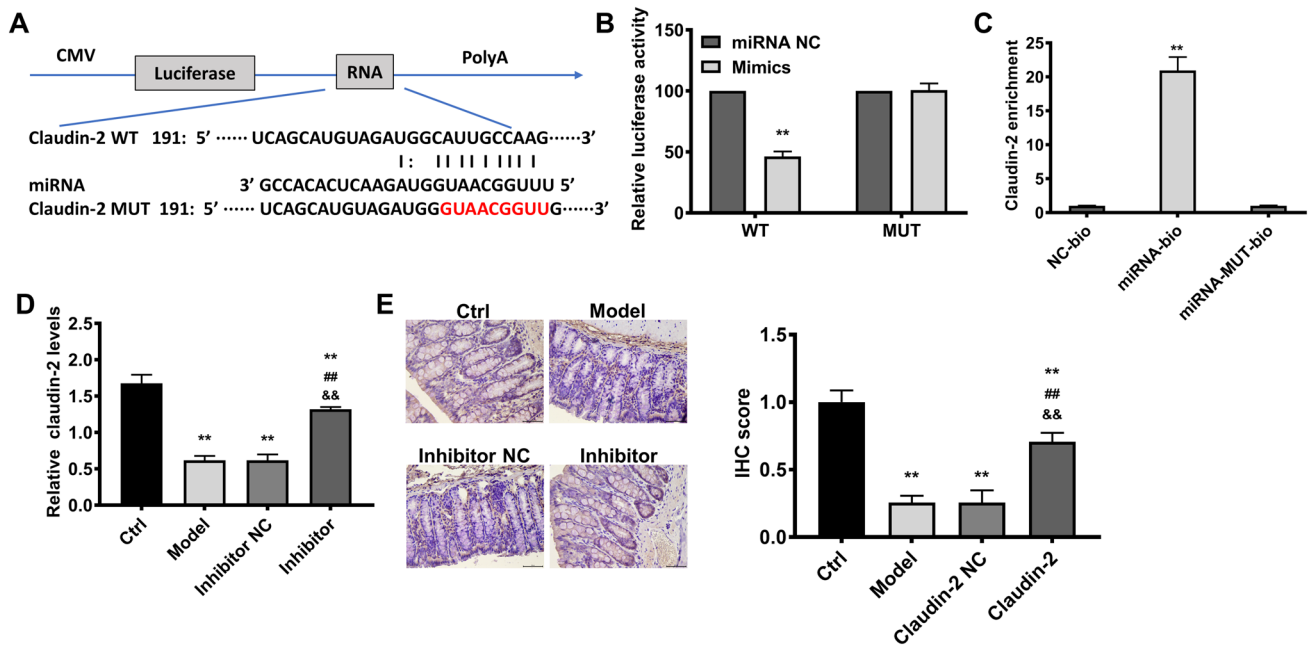 A
CMV
Luciferase
RNA
PolyA
Claudin-2 WT 191: 5’ ······ UCAGCAUGUAGAUGGCAUUGCCAAG······3’
miRNA 3’ GCCACACUCAAGAUGGUAACGGUUU 5’
Claudin-2 MUT 191: 5’ ······ UCAGCAUGUAGAUGGGUAACGGUUG······3’
B
Relative luciferase activity
150
100
50
0
miRNA NC
Mimics
**
WT
MUT
C
Claudin-2 enrichment
25
20
15
10
5
0
**
NC-bio
miRNA-bio
miRNA-MUT-bio
D
Relative claudin-2 levels
2.5
2.0
1.5
1.0
0.5
0.0
**
**
**
##
&&
Ctrl
Model
Inhibitor NC
Inhibitor
E
Ctrl
Model
Inhibitor NC
Inhibitor
IHC score
1.5
1.0
0.5
0.0
**
**
**
##
&&
Ctrl
Model
Claudin-2 NC
Claudin-2